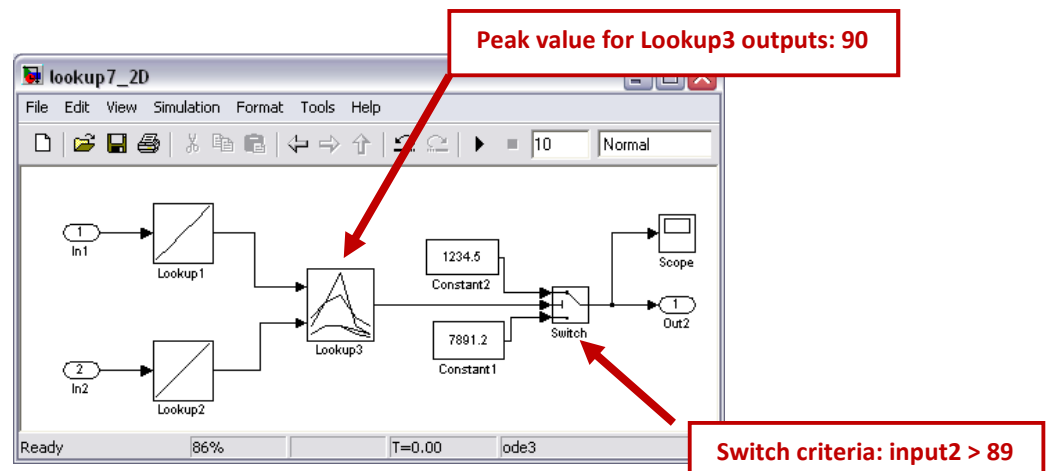 Peak value for Lookup3 outputs: 90
lookup7_2D
File Edit View Simulation Format Tools Help
10 Normal
1
In1
Lookup1
2
In2
Lookup2
Lookup3
1234.5
Constant2
7891.2
Constant1
Switch
Scope
1
Out2
Ready 86% T=0.00 ode3
Switch criteria: input2 > 89